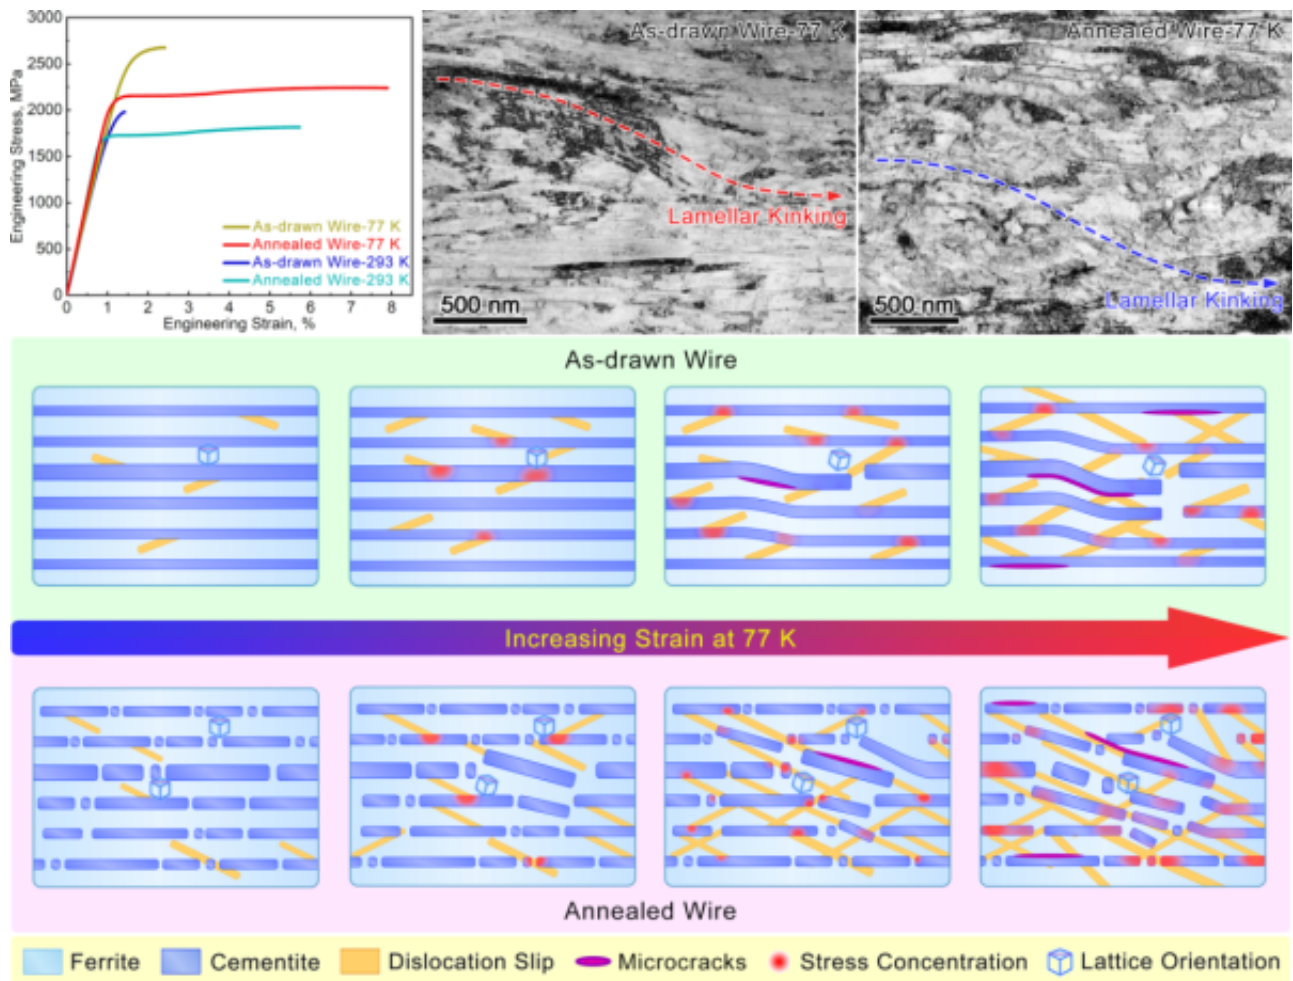 3000
2500
2000
1500
1000
500
0
Engineering Stress, MPa
As-drawn Wire-77 K
Annealed Wire-77 K
As-drawn Wire-293 K
Annealed Wire-293 K
0 1 2 3 4 5 6 7 8
Engineering Strain, %
As-drawn Wire-77 K
Lamellar Kinking
500 nm
Annealed Wire-77 K
Lamellar Kinking
500 nm
As-drawn Wire
Increasing Strain at 77 K
Annealed Wire
Ferrite Cementite Dislocation Slip Microcracks Stress Concentration Lattice Orientation